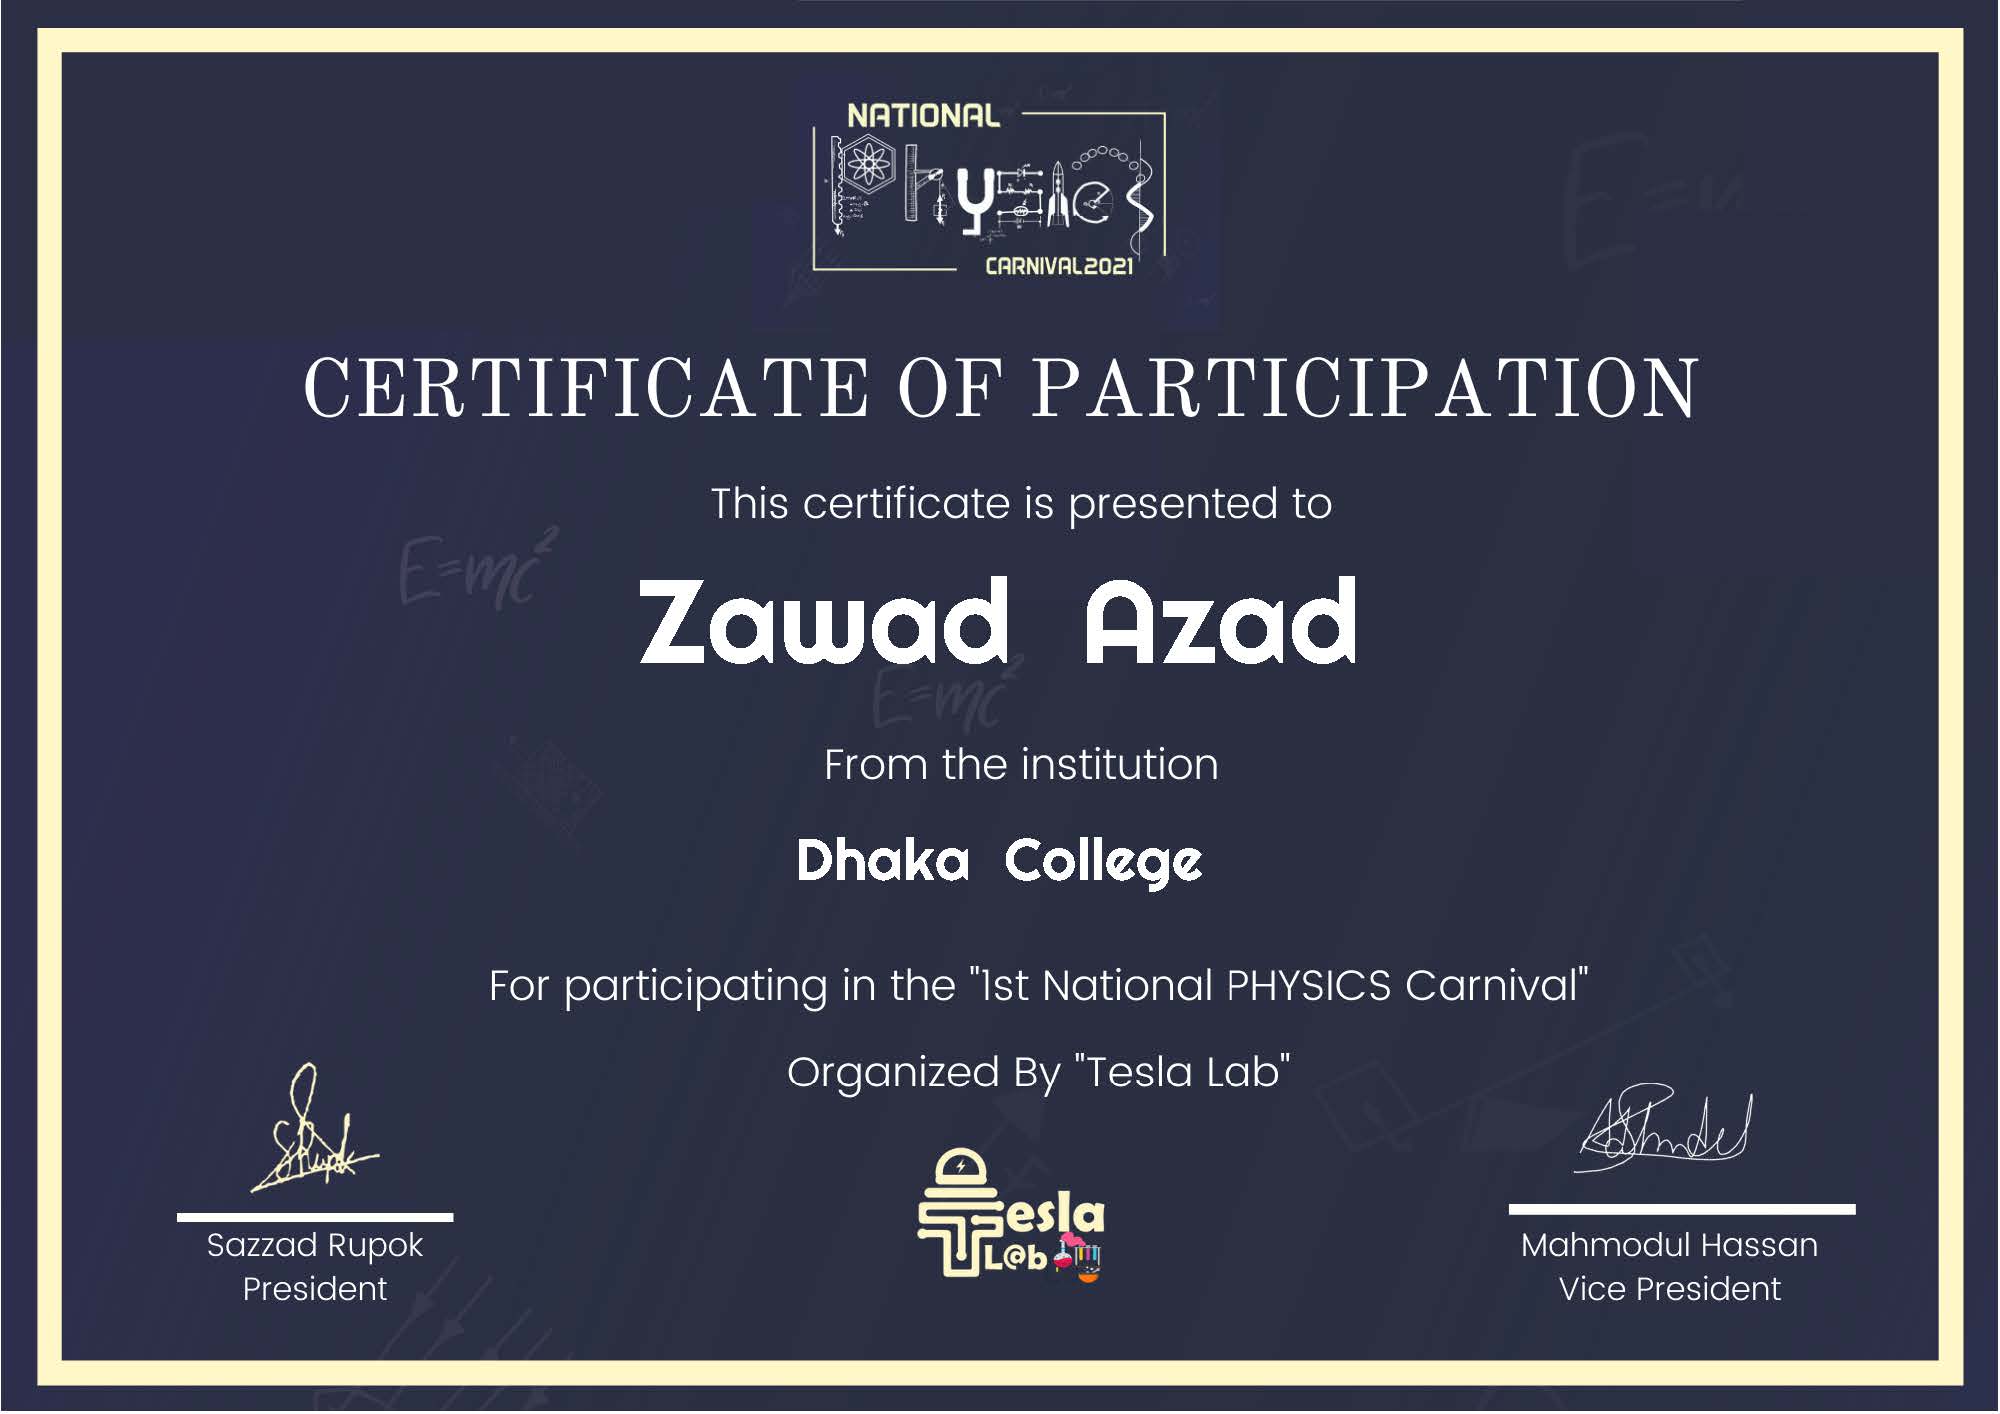 NATIONAL
Physics
CARNIVAL2021
CERTIFICATE OF PARTICIPATION
This certificate is presented to
E=m
E=mc²
Zawad Azad
E=mc²
From the institution
Dhaka College
For participating in the "1st National PHYSICS Carnival"
Organized By "Tesla Lab"
Tesla
L@b
Sazzad Rupok
President
Mahmodul Hassan
Vice President